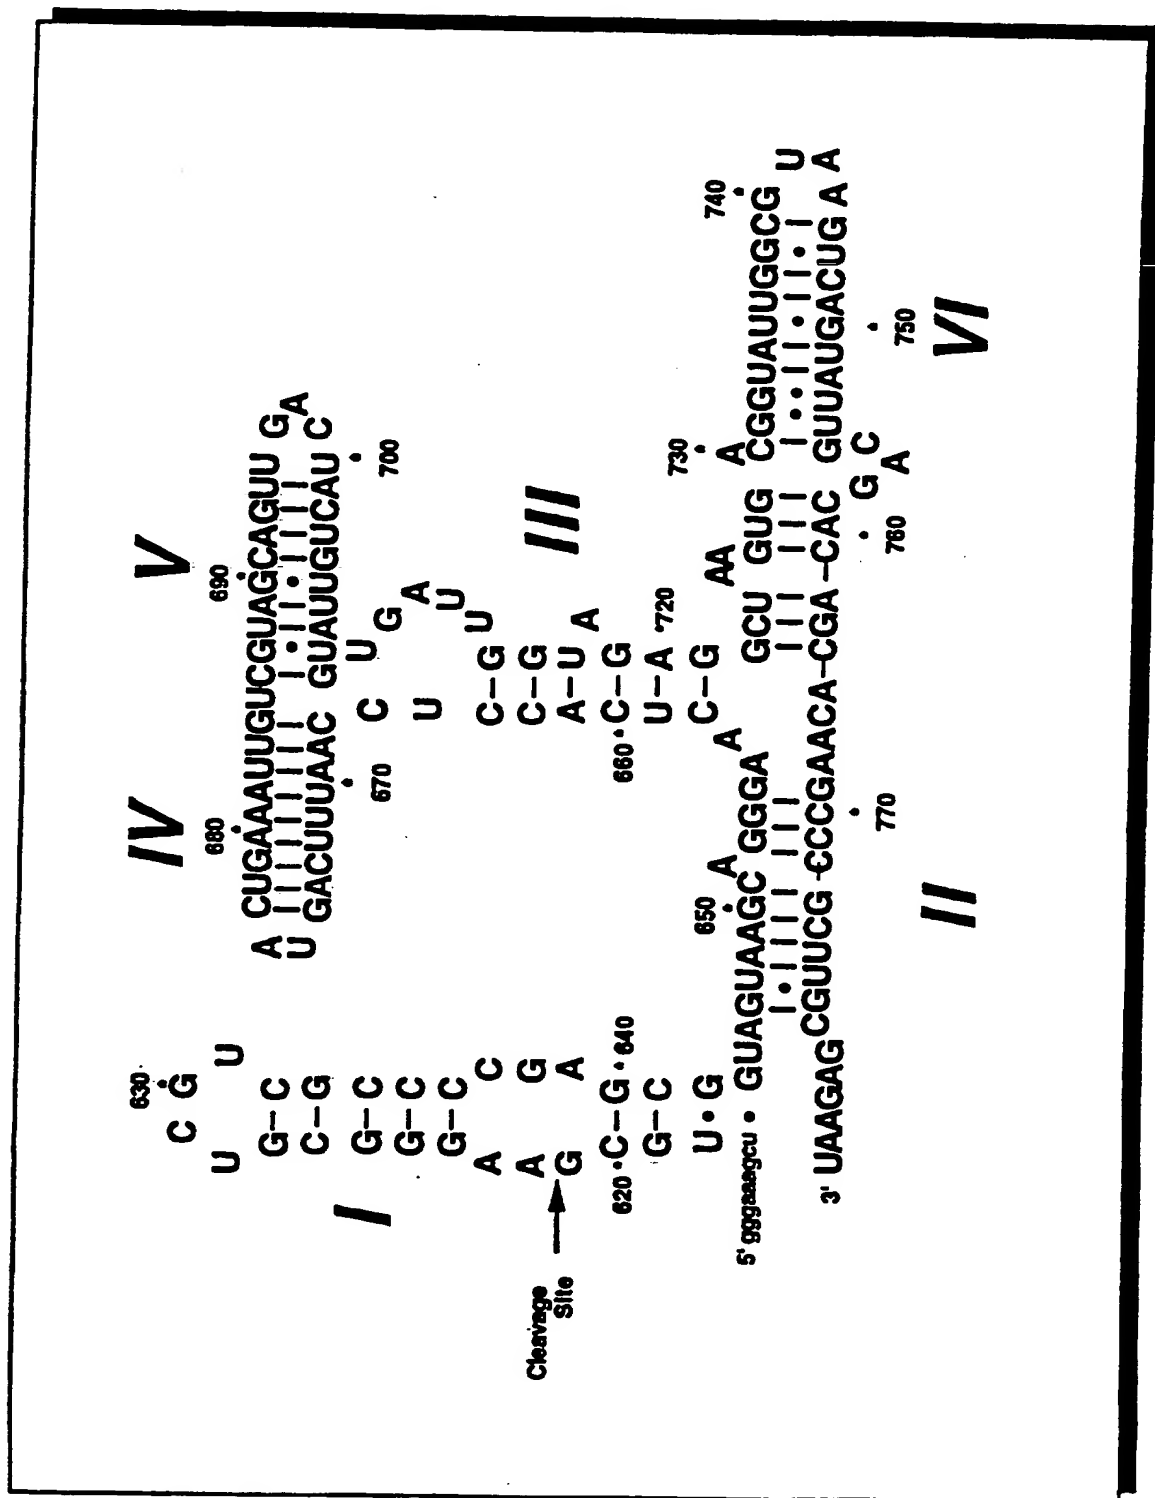 IV V
680 690
A CUGAAAUUGUCGUAGCAGUU G A
U GACUUUAAC GUAUUGUCAU C
670 700
630
C G
U U
G–C
C–G
I G–C
G–C
G–C
A C
A G
G A
Cleavage
Site
620 C–G 640
G–C
U•G
C U G A U U
U
III
C–G
C–G
A–U
A
660 C–G
U–A 720
C–G
A AA
650 730 740
5' gggaaagcu • GUAGUAAGC A GGGA GCU GUG A CGGUAUUGGCG U
3' UAAGAG CGUUCG–CCCGAACA–CGA–CAC G A C GUUAUGACUGA A
770 760 750
II VI